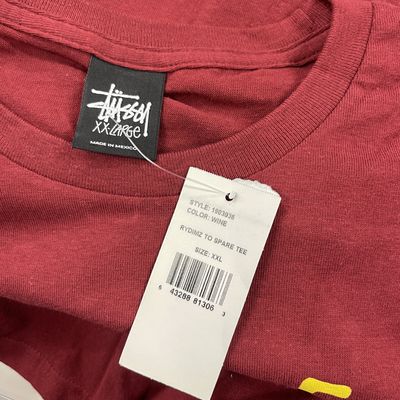 STÜSSY
XX-LARGE
MADE IN MEXICO
STYLE: 1903936
COLOR: WINE
RYDIMZ TO SPARE TEE
SIZE: XXL
6 43288 81306 3